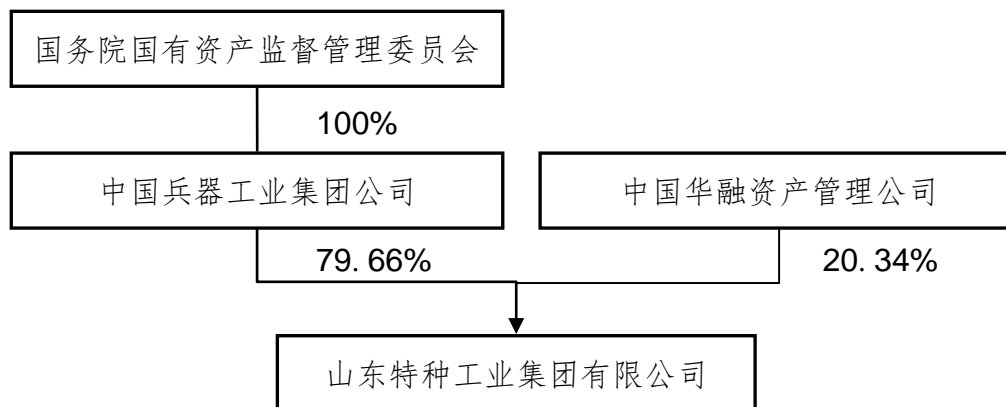 国务院国有资产监督管理委员会
100%
中国兵器工业集团公司
中国华融资产管理公司
79.66%
20.34%
山东特种工业集团有限公司